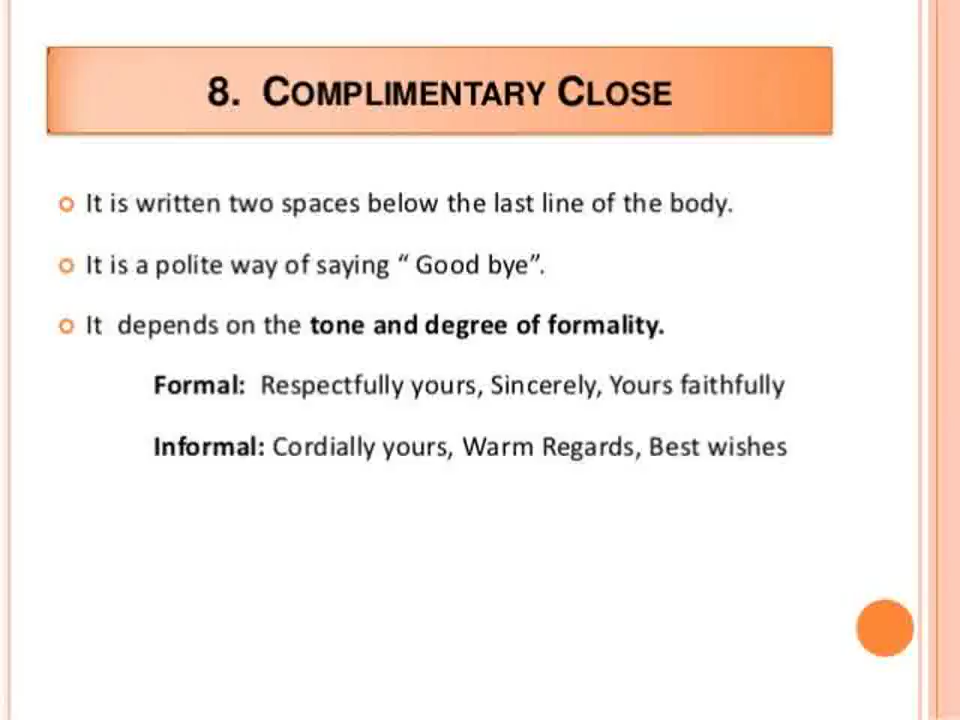 8. COMPLIMENTARY CLOSE
It is written two spaces below the last line of the body.
It is a polite way of saying “ Good bye”.
It  depends on the tone and degree of formality.
Formal:  Respectfully yours, Sincerely, Yours faithfully
Informal: Cordially yours, Warm Regards, Best wishes